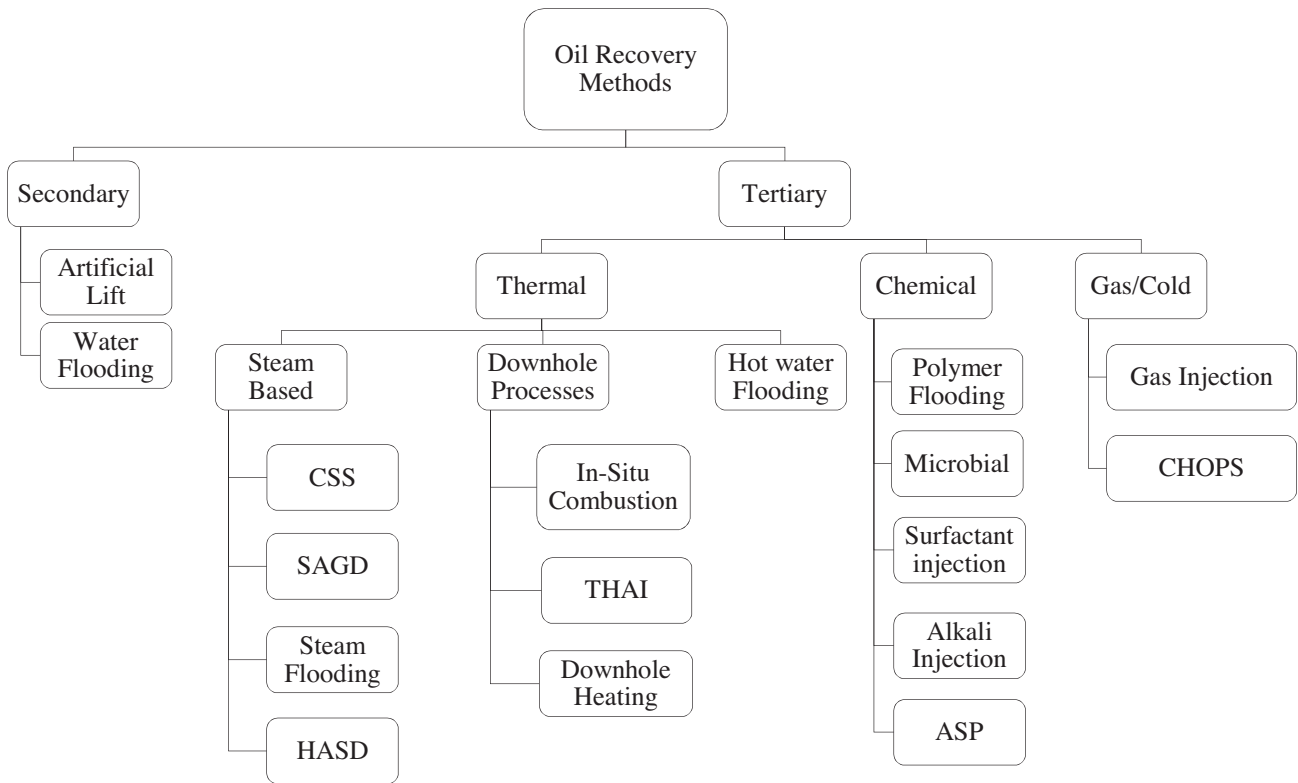 Oil Recovery
Methods
Secondary
Tertiary
Artificial
Lift
Water
Flooding
Thermal
Chemical
Gas/Cold
Steam
Based
Downhole
Processes
Hot water
Flooding
CSS
SAGD
Steam
Flooding
HASD
In-Situ
Combustion
THAI
Downhole
Heating
Polymer
Flooding
Microbial
Surfactant
injection
Alkali
Injection
ASP
Gas Injection
CHOPS